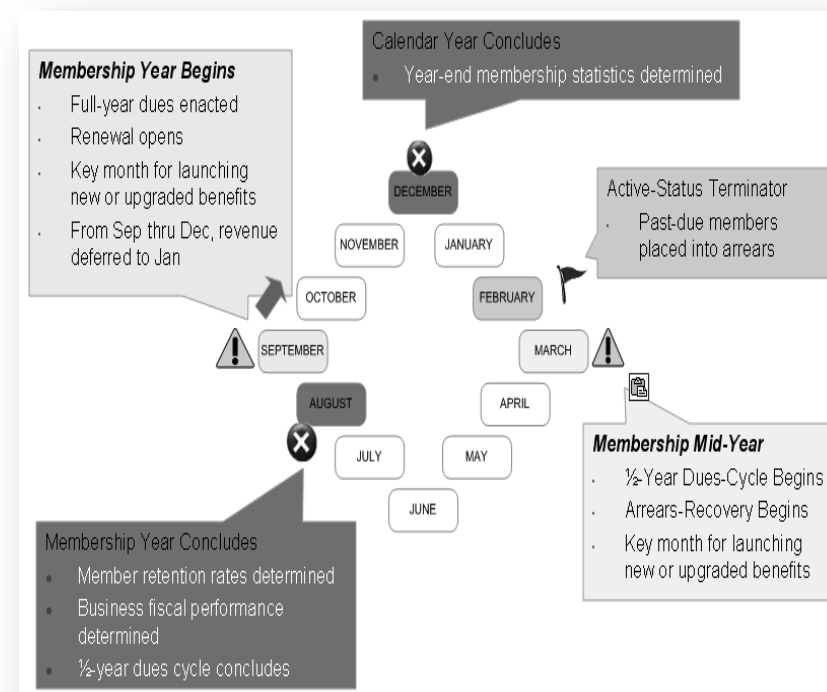 Calendar Year Concludes
• Year-end membership statistics determined
Membership Year Begins
· Full-year dues enacted
· Renewal opens
· Key month for launching
new or upgraded benefits
· From Sep thru Dec, revenue
deferred to Jan
Active-Status Terminator
· Past-due members
placed into arrears
DECEMBER
NOVEMBER
JANUARY
OCTOBER
FEBRUARY
SEPTEMBER
MARCH
AUGUST
APRIL
JULY
MAY
JUNE
Membership Mid-Year
· ½-Year Dues-Cycle Begins
· Arrears-Recovery Begins
· Key month for launching
new or upgraded benefits
Membership Year Concludes
• Member retention rates determined
• Business fiscal performance
determined
• ½-year dues cycle concludes